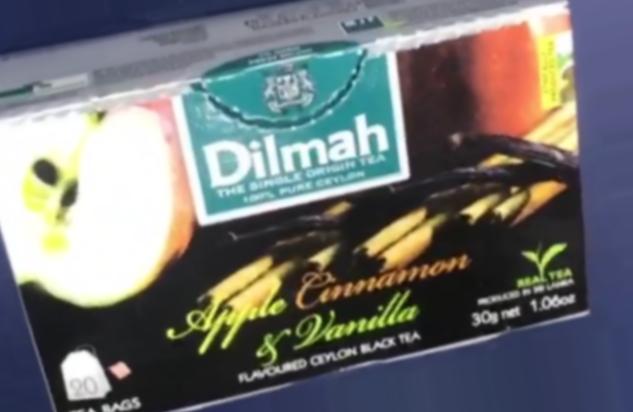 Dilmah
THE SINGLE ORIGIN TEA
100% PURE CEYLON
Apple Cinnamon
& Vanilla
FLAVOURED CEYLON BLACK TEA
REAL TEA
PRODUCED IN SRI LANKA
30g net 1.06oz
20
TEA BAGS